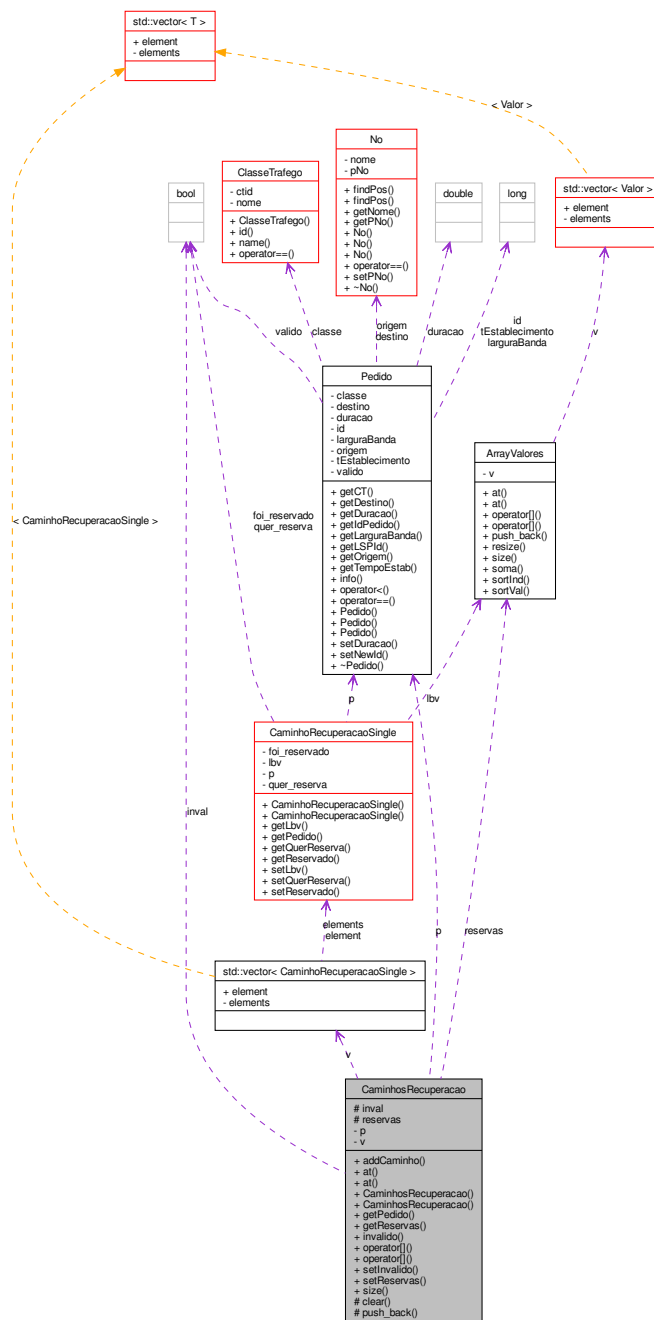 std::vector< T >
+ element
- elements
< Valor >
No
- nome
- pNo
+ findPos()
+ findPos()
+ getNome()
+ getPNo()
+ No()
+ No()
+ No()
+ operator==()
+ setPNo()
+ ~No()
ClasseTrafego
- ctid
- nome
+ ClasseTrafego()
+ id()
+ name()
+ operator==()
bool
double
long
std::vector< Valor >
+ element
- elements
valido
classe
origem
destino
duracao
id
tEstablecimento
larguraBanda
v
Pedido
- classe
- destino
- duracao
- id
- larguraBanda
- origem
- tEstablecimento
- valido
+ getCT()
+ getDestino()
+ getDuracao()
+ getIdPedido()
+ getLarguraBanda()
+ getLSPId()
+ getOrigem()
+ getTempoEstab()
+ info()
+ operator<()
+ operator==()
+ Pedido()
+ Pedido()
+ Pedido()
+ setDuracao()
+ setNewId()
+ ~Pedido()
ArrayValores
- v
+ at()
+ at()
+ operator[]()
+ operator[]()
+ push_back()
+ resize()
+ size()
+ soma()
+ sortInd()
+ sortVal()
< CaminhoRecuperacaoSingle >
foi_reservado
quer_reserva
p
lbv
CaminhoRecuperacaoSingle
- foi_reservado
- lbv
- p
- quer_reserva
+ CaminhoRecuperacaoSingle()
+ CaminhoRecuperacaoSingle()
+ getLbv()
+ getPedido()
+ getQuerReserva()
+ getReservado()
+ setLbv()
+ setQuerReserva()
+ setReservado()
inval
elements
element
p
reservas
std::vector< CaminhoRecuperacaoSingle >
+ element
- elements
v
CaminhosRecuperacao
# inval
# reservas
- p
- v
+ addCaminho()
+ at()
+ at()
+ CaminhosRecuperacao()
+ CaminhosRecuperacao()
+ getPedido()
+ getReservas()
+ invalido()
+ operator[]()
+ operator[]()
+ setInvalido()
+ setReservas()
+ size()
# clear()
# push_back()